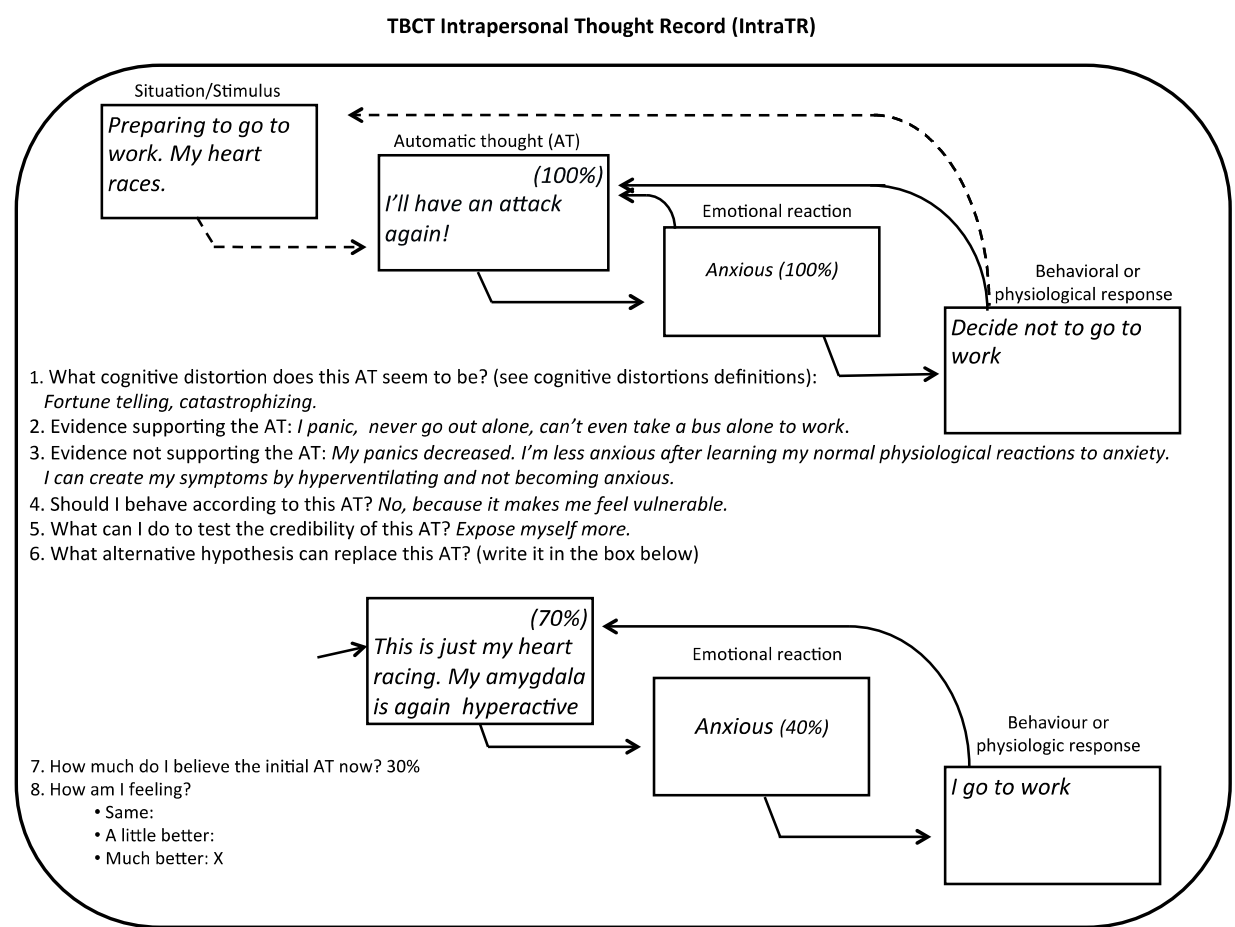 TBCT Intrapersonal Thought Record (IntraTR)
Situation/Stimulus
Preparing to go to
work. My heart
races.
Automatic thought (AT)
(100%)
I'll have an attack
again!
Emotional reaction
Anxious (100%)
Behavioral or
physiological response
Decide not to go to
work
1. What cognitive distortion does this AT seem to be? (see cognitive distortions definitions):
Fortune telling, catastrophizing.
2. Evidence supporting the AT: I panic, never go out alone, can't even take a bus alone to work.
3. Evidence not supporting the AT: My panics decreased. I'm less anxious after learning my normal physiological reactions to anxiety.
I can create my symptoms by hyperventilating and not becoming anxious.
4. Should I behave according to this AT? No, because it makes me feel vulnerable.
5. What can I do to test the credibility of this AT? Expose myself more.
6. What alternative hypothesis can replace this AT? (write it in the box below)
(70%)
This is just my heart
racing. My amygdala
is again hyperactive
Emotional reaction
Anxious (40%)
Behaviour or
physiologic response
I go to work
7. How much do I believe the initial AT now? 30%
8. How am I feeling?
• Same:
• A little better:
• Much better: X